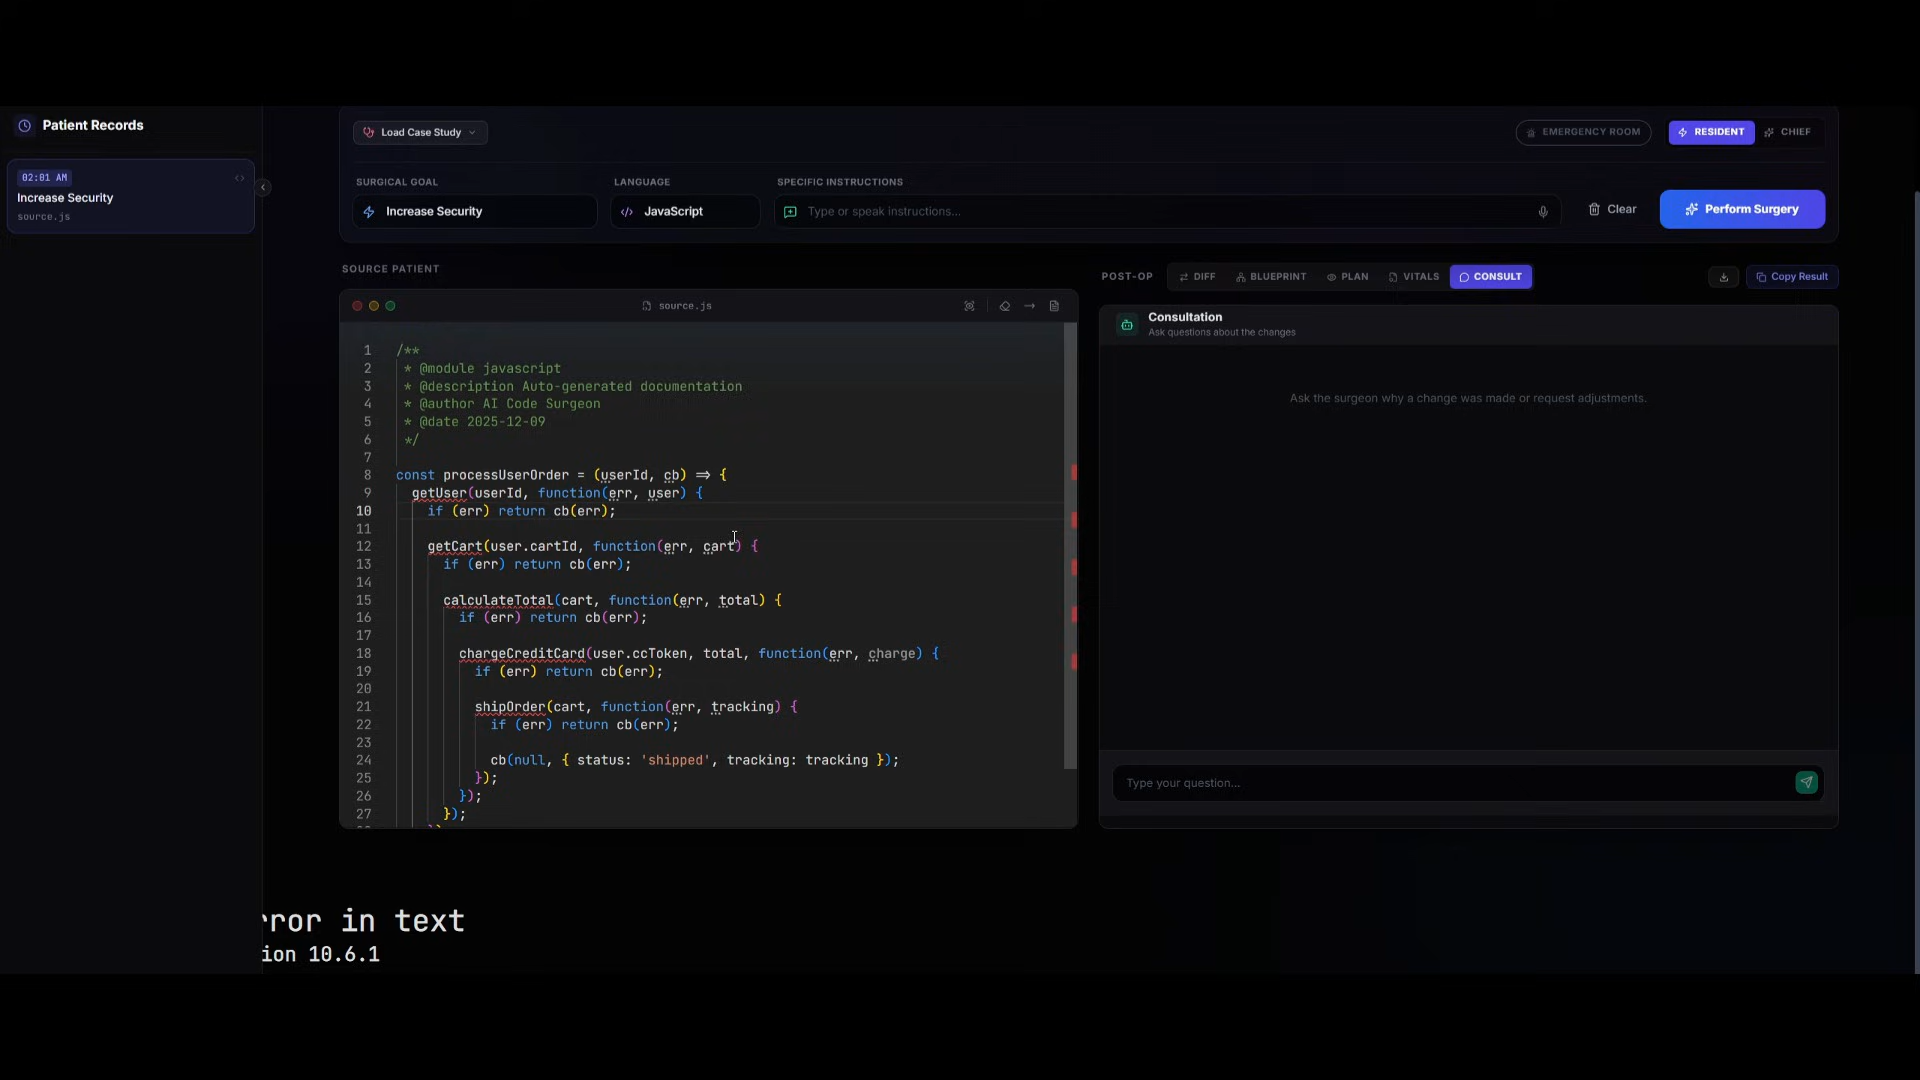 Patient Records
02:01 AM
Increase Security
source.js
Load Case Study
EMERGENCY ROOM
RESIDENT
CHIEF
SURGICAL GOAL
LANGUAGE
SPECIFIC INSTRUCTIONS
Increase Security
JavaScript
Type or speak instructions...
Clear
Perform Surgery
SOURCE PATIENT
POST-OP
DIFF
BLUEPRINT
PLAN
VITALS
CONSULT
Copy Result
source.js
1 /**
2 * @module javascript
3 * @description Auto-generated documentation
4 * @author AI Code Surgeon
5 * @date 2025-12-09
6 */
7
8 const processUserOrder = (userId, cb) => {
9 getUser(userId, function(err, user) {
10 if (err) return cb(err);
11
12 getCart(user.cartId, function(err, cart) {
13 if (err) return cb(err);
14
15 calculateTotal(cart, function(err, total) {
16 if (err) return cb(err);
17
18 chargeCreditCard(user.ccToken, total, function(err, charge) {
19 if (err) return cb(err);
20
21 shipOrder(cart, function(err, tracking) {
22 if (err) return cb(err);
23
24 cb(null, { status: 'shipped', tracking: tracking });
25 });
26 });
27 });
Consultation
Ask questions about the changes
Ask the surgeon why a change was made or request adjustments.
Type your question...
rror in text
ion 10.6.1